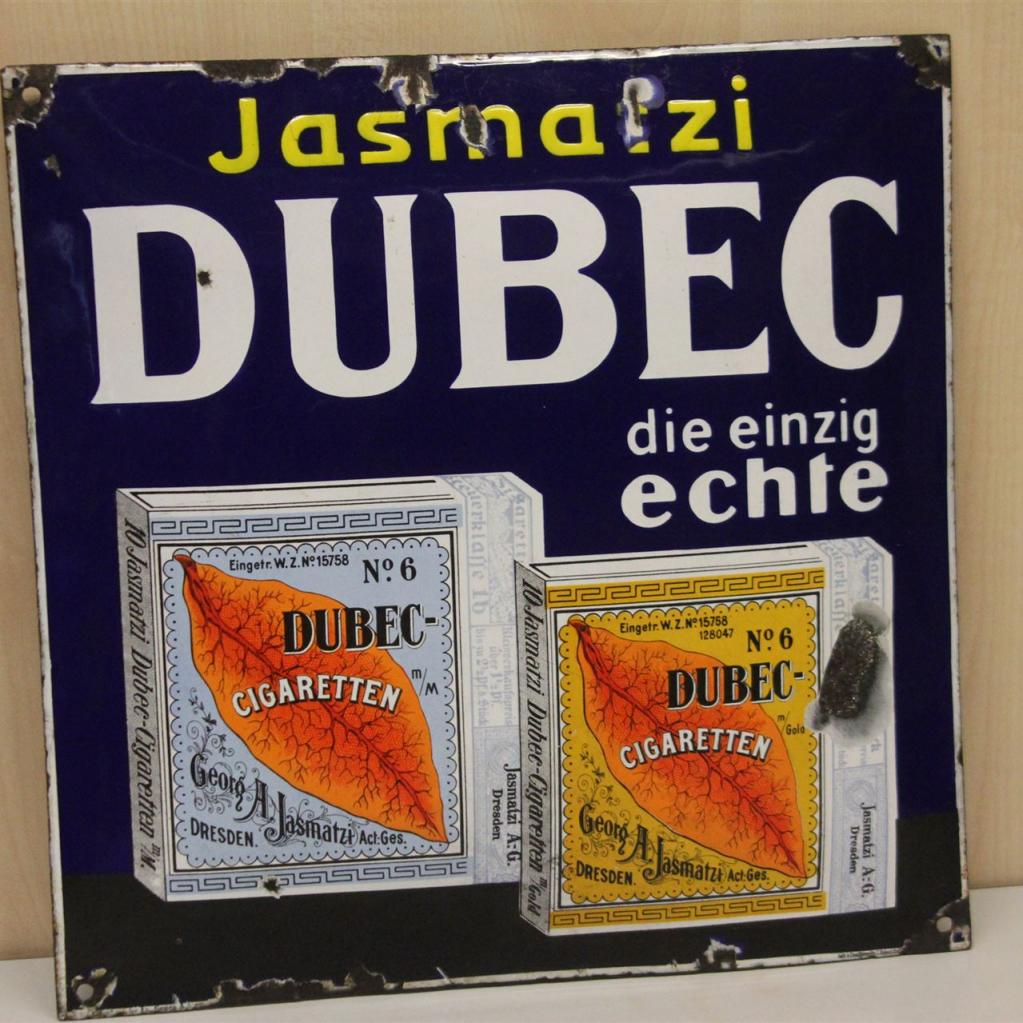 Jasmatzi
DUBEC
die einzig
echte
10 Jasmatzi Dubec-Cigaretten m/M
Eingetr. W. Z. No 15758
No 6
DUBEC-
CIGARETTEN
m/M
Georg A. Jasmatzi Act. Ges.
DRESDEN.
Jasmatzi A.-G.
Dresden
10 Jasmatzi Dubec-Cigaretten m/Gold
Eingetr. W. Z. No 15758
128047
No 6
DUBEC-
CIGARETTEN
m/Gold
Georg A. Jasmatzi Act. Ges.
DRESDEN.
Jasmatzi A.-G.
Dresden